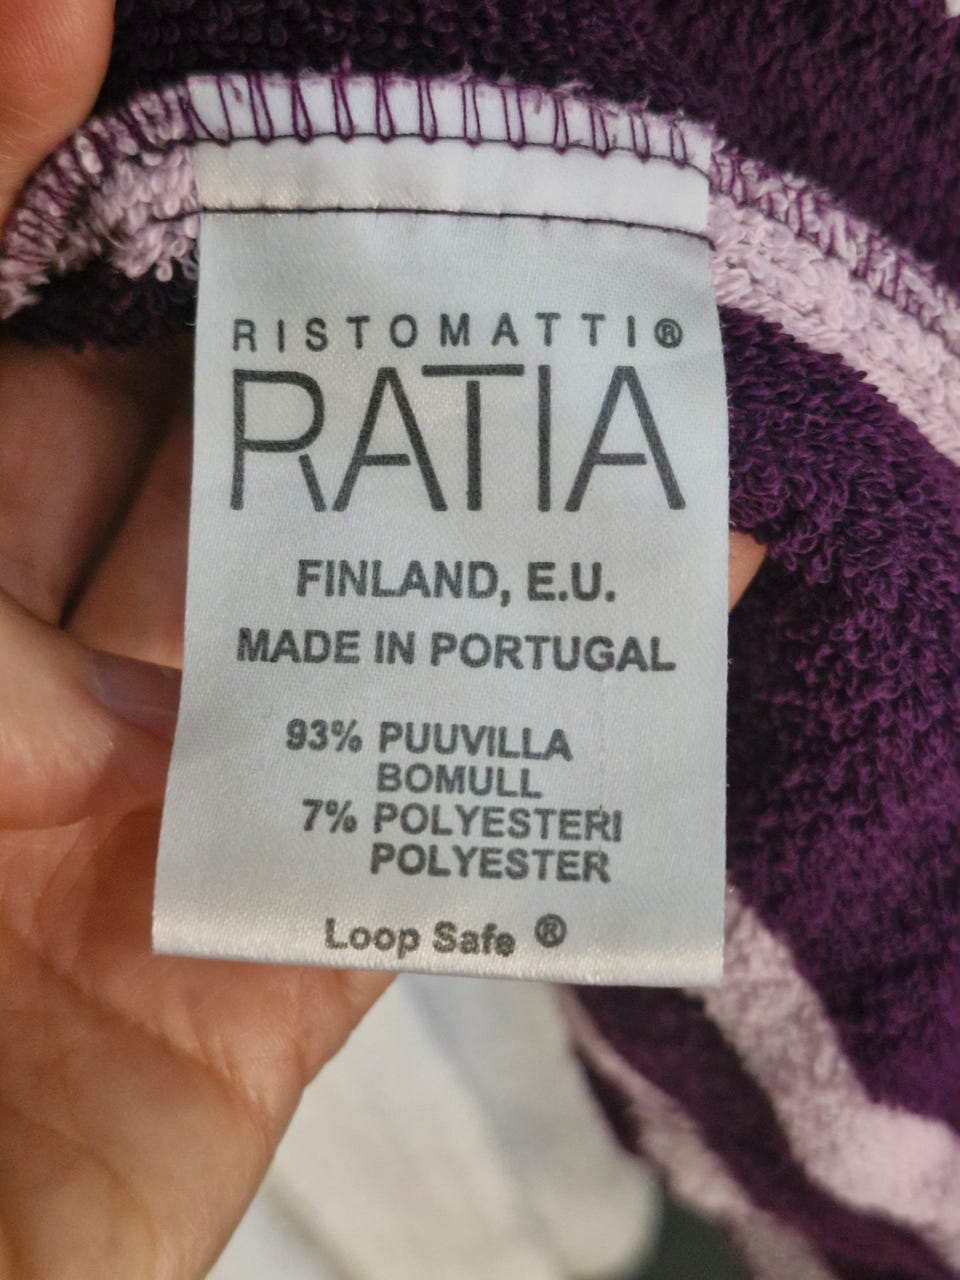 RISTOMATTI®
RATIA
FINLAND, E.U.
MADE IN PORTUGAL
93% PUUVILLA
BOMULL
7% POLYESTERI
POLYESTER
Loop Safe ®